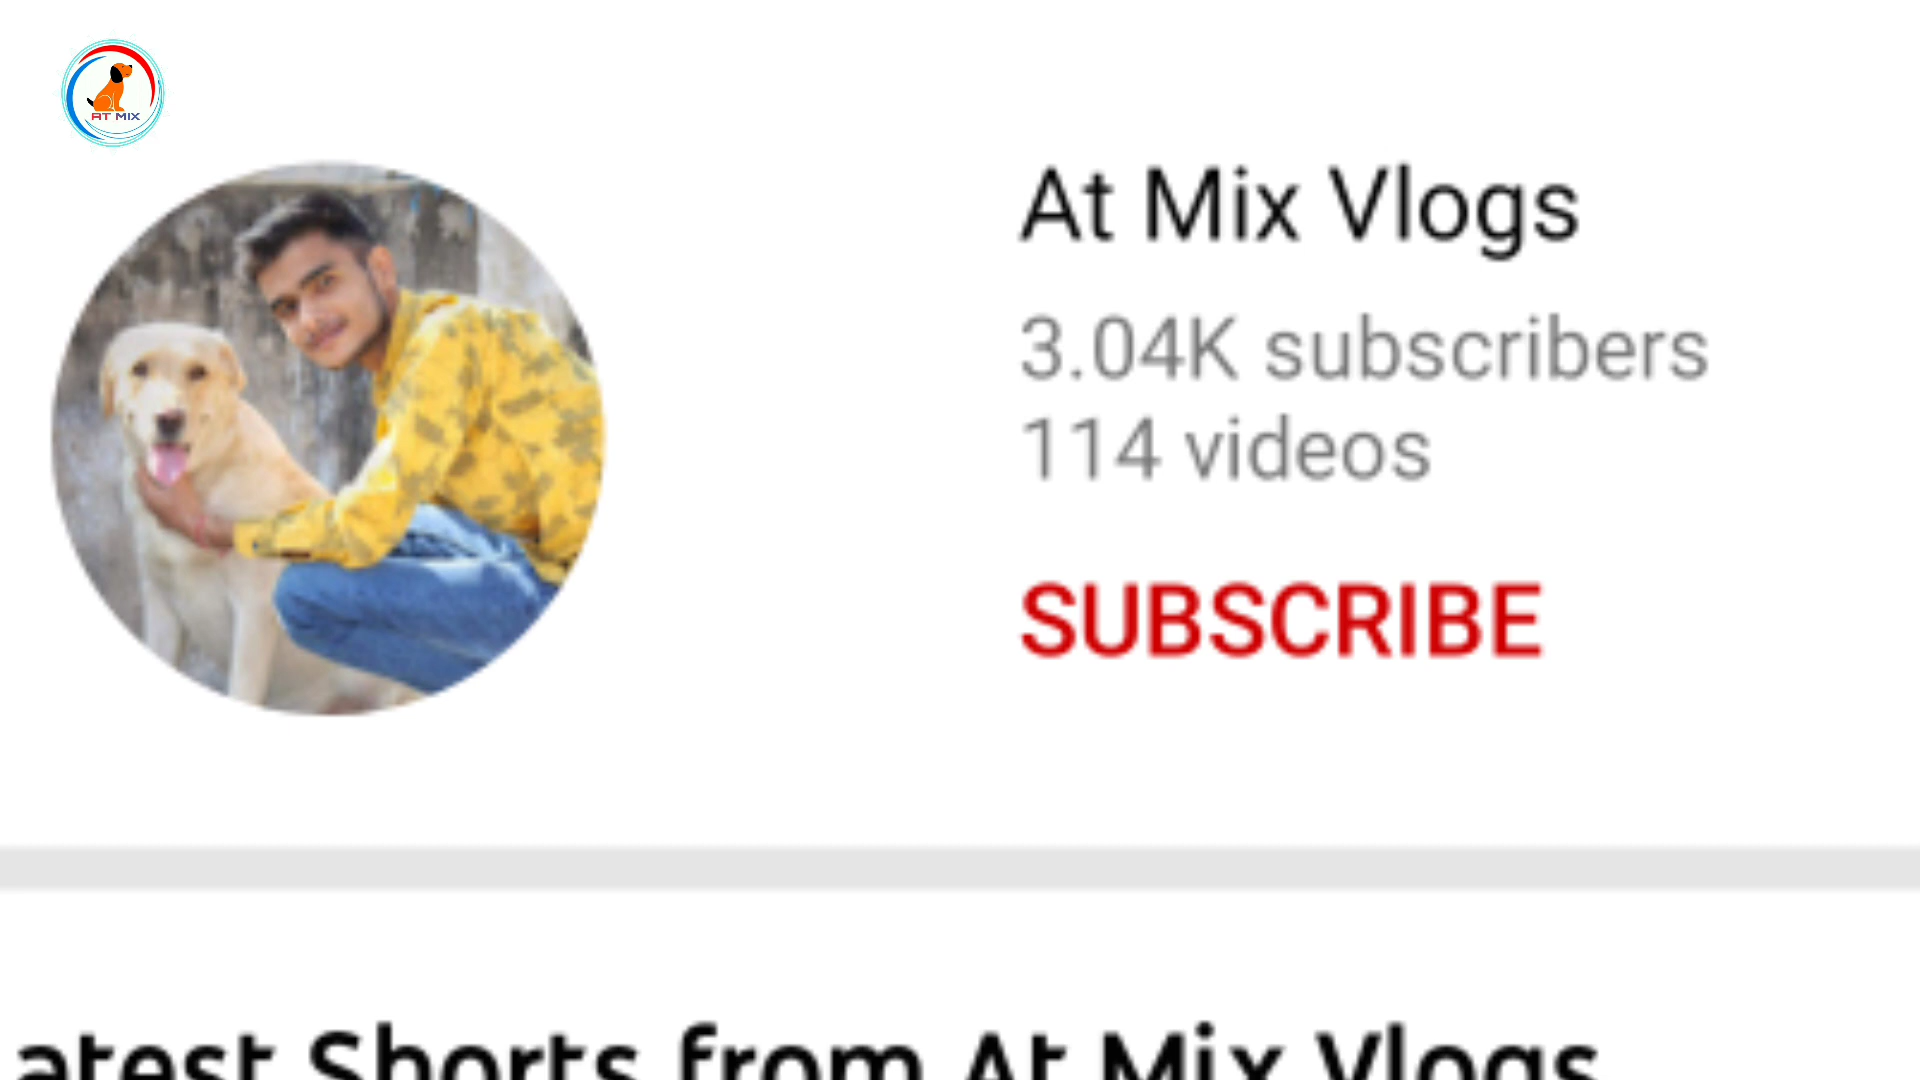 AT MIX
At Mix Vlogs
3.04K subscribers
114 videos
SUBSCRIBE
atest Shorts from At Mix Vlogs